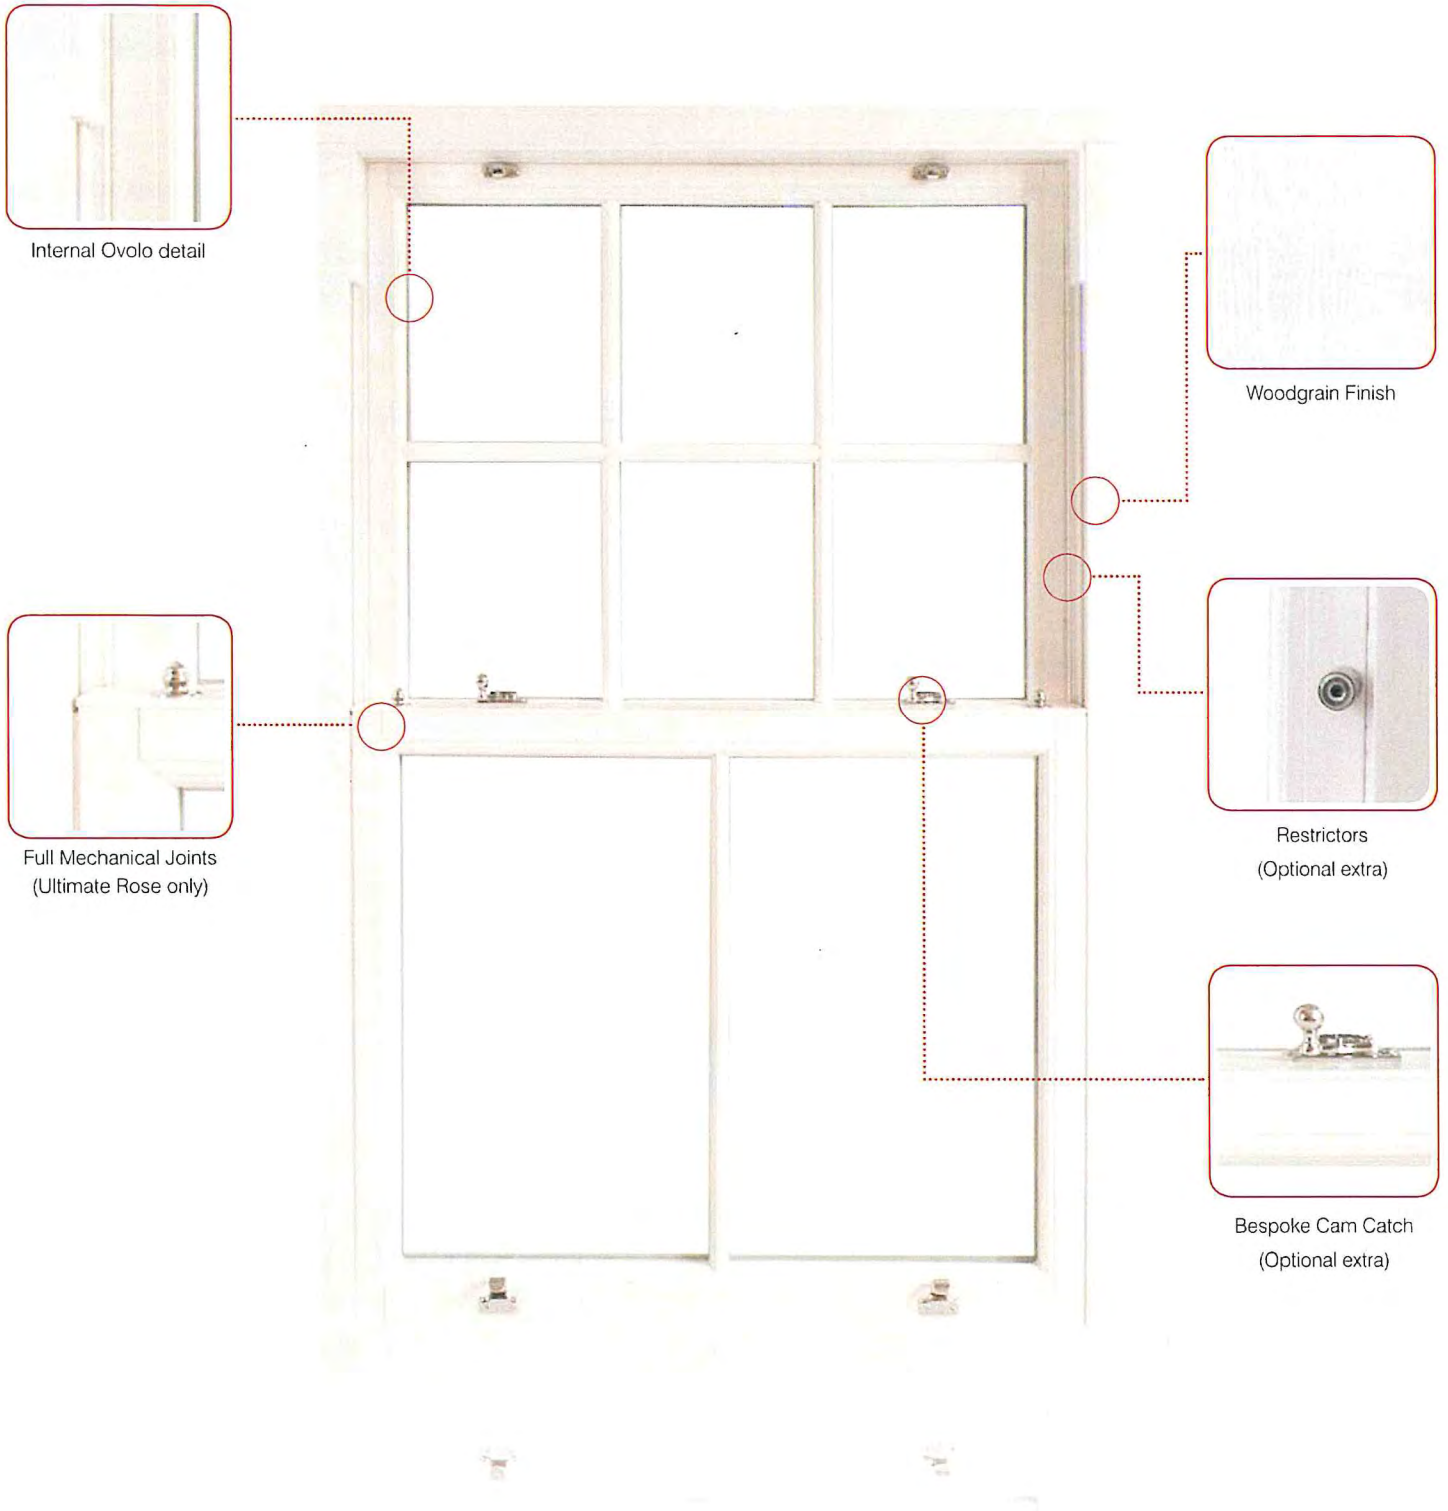 Internal Ovolo detail
Woodgrain Finish
Full Mechanical Joints
(Ultimate Rose only)
Restrictors
(Optional extra)
Bespoke Cam Catch
(Optional extra)